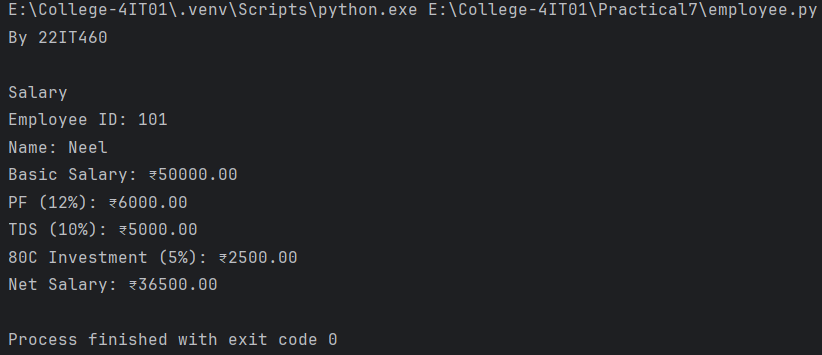 E:\College-4IT01\.venv\Scripts\python.exe E:\College-4IT01\Practical7\employee.py
By 22IT460
Salary
Employee ID: 101
Name: Neel
Basic Salary: ₹50000.00
PF (12%): ₹6000.00
TDS (10%): ₹5000.00
80C Investment (5%): ₹2500.00
Net Salary: ₹36500.00
Process finished with exit code 0